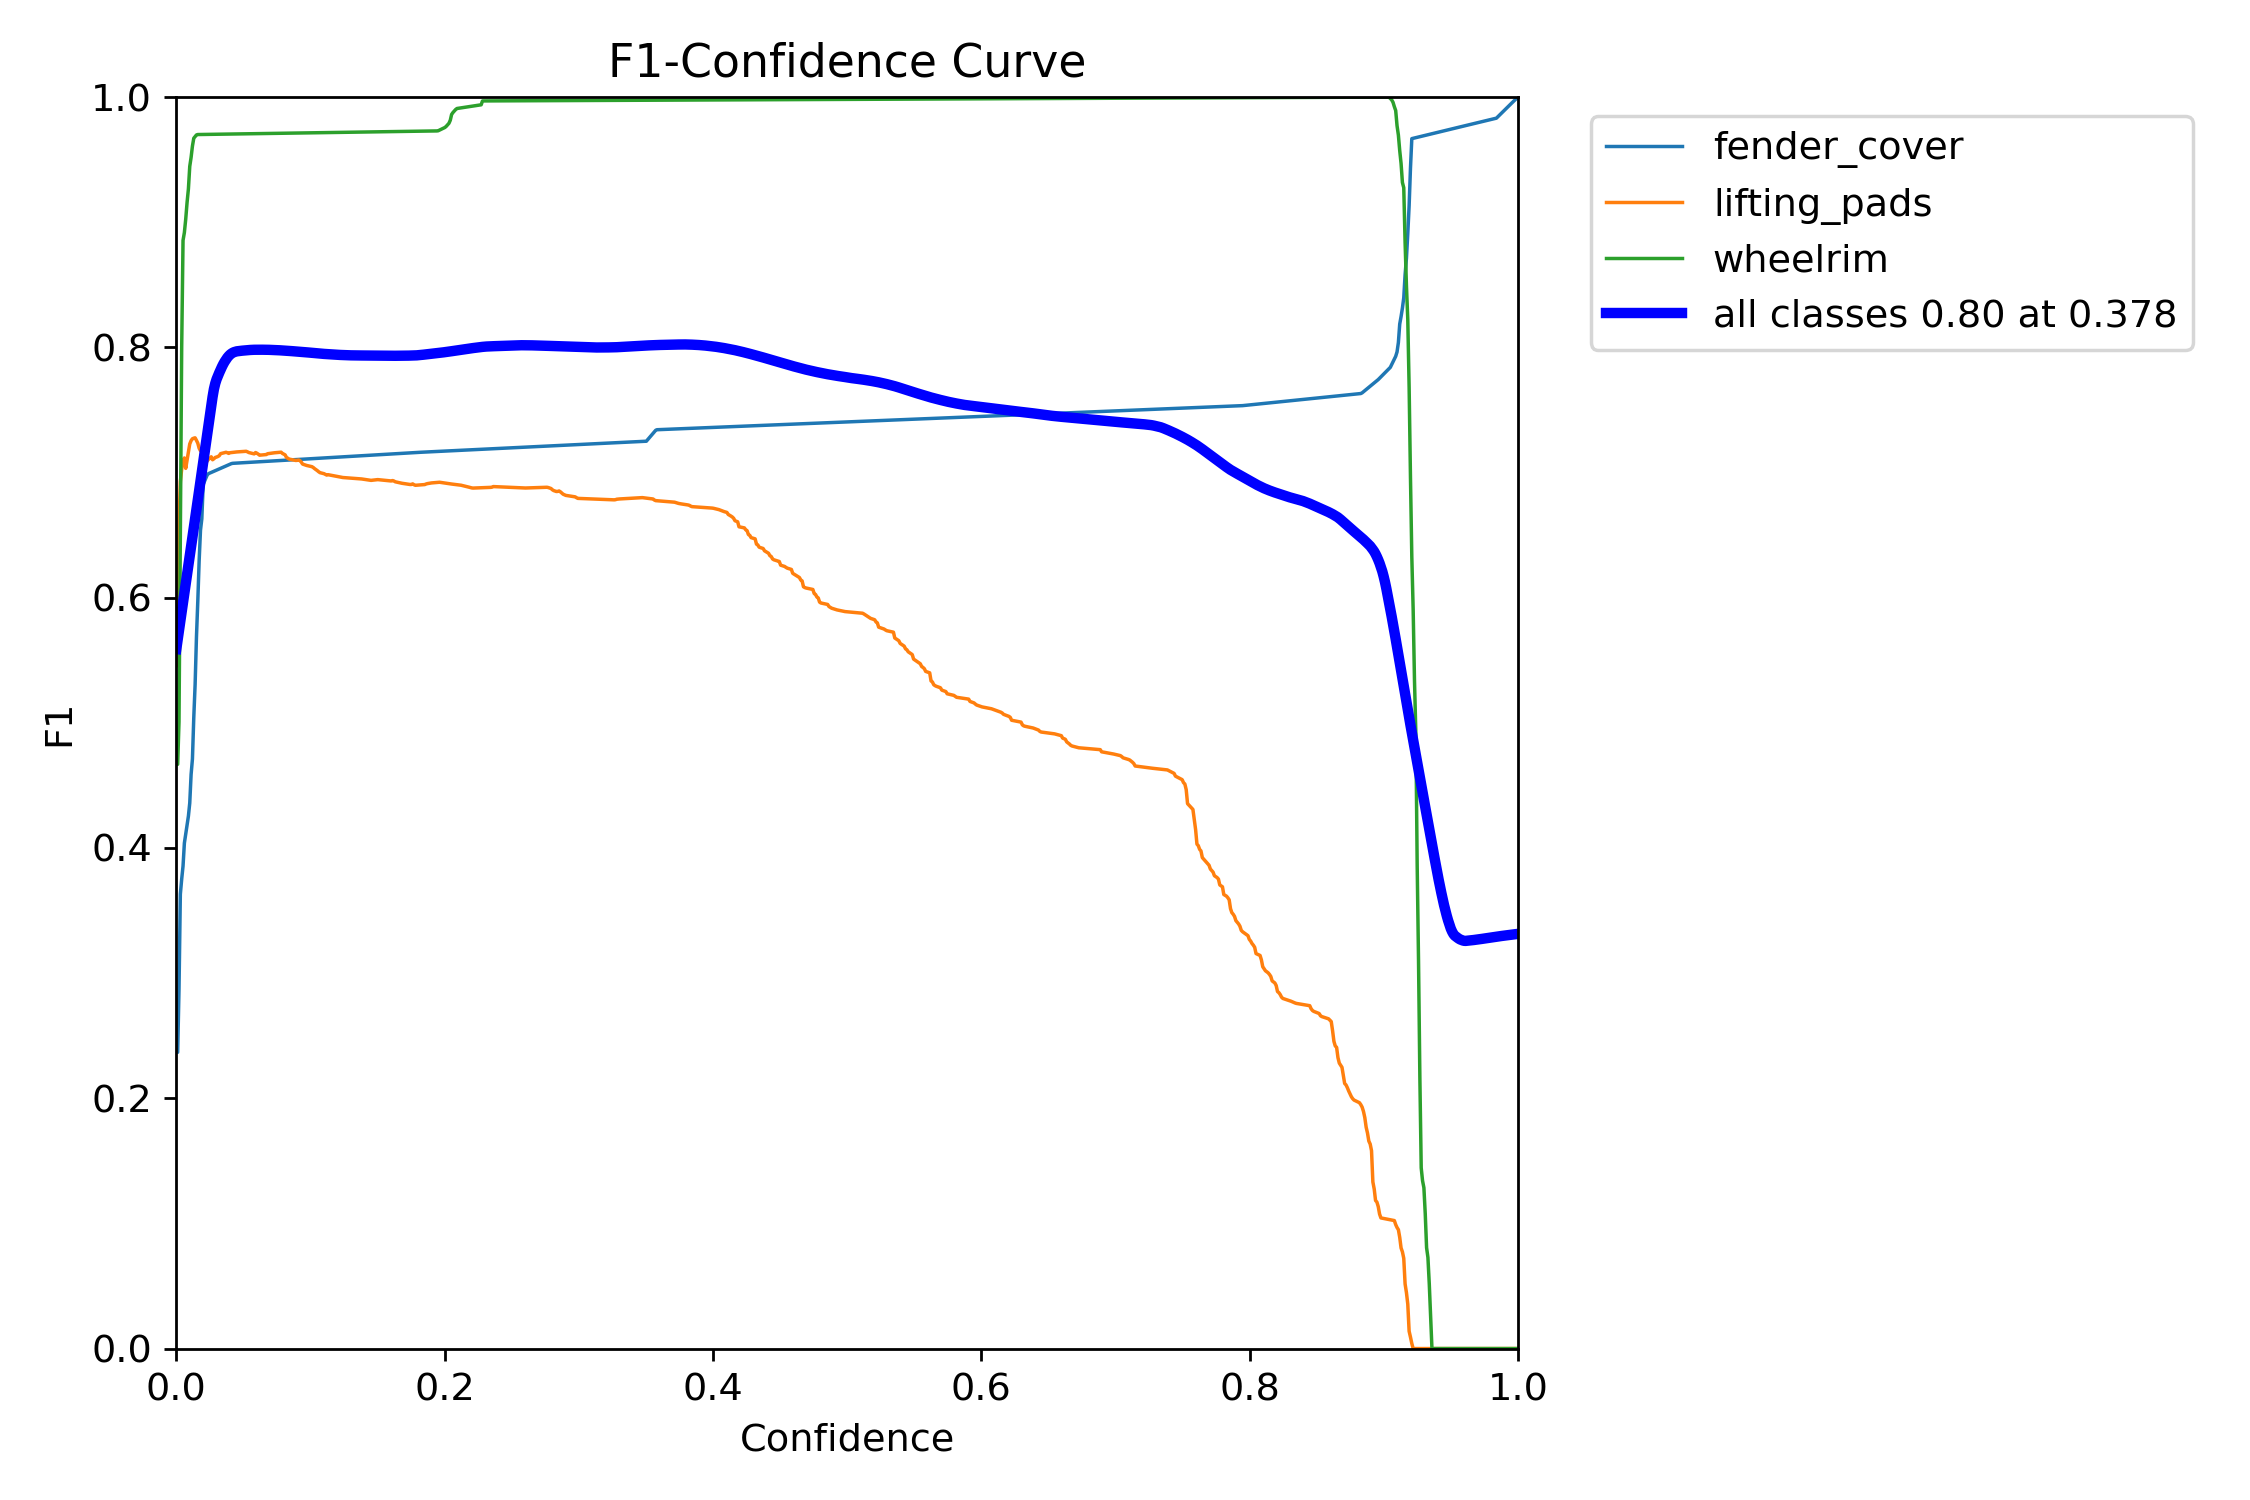 F1-Confidence Curve
1.0
0.8
0.6
0.4
0.2
0.0
F1
0.0 0.2 0.4 0.6 0.8 1.0
Confidence
fender_cover
lifting_pads
wheelrim
all classes 0.80 at 0.378